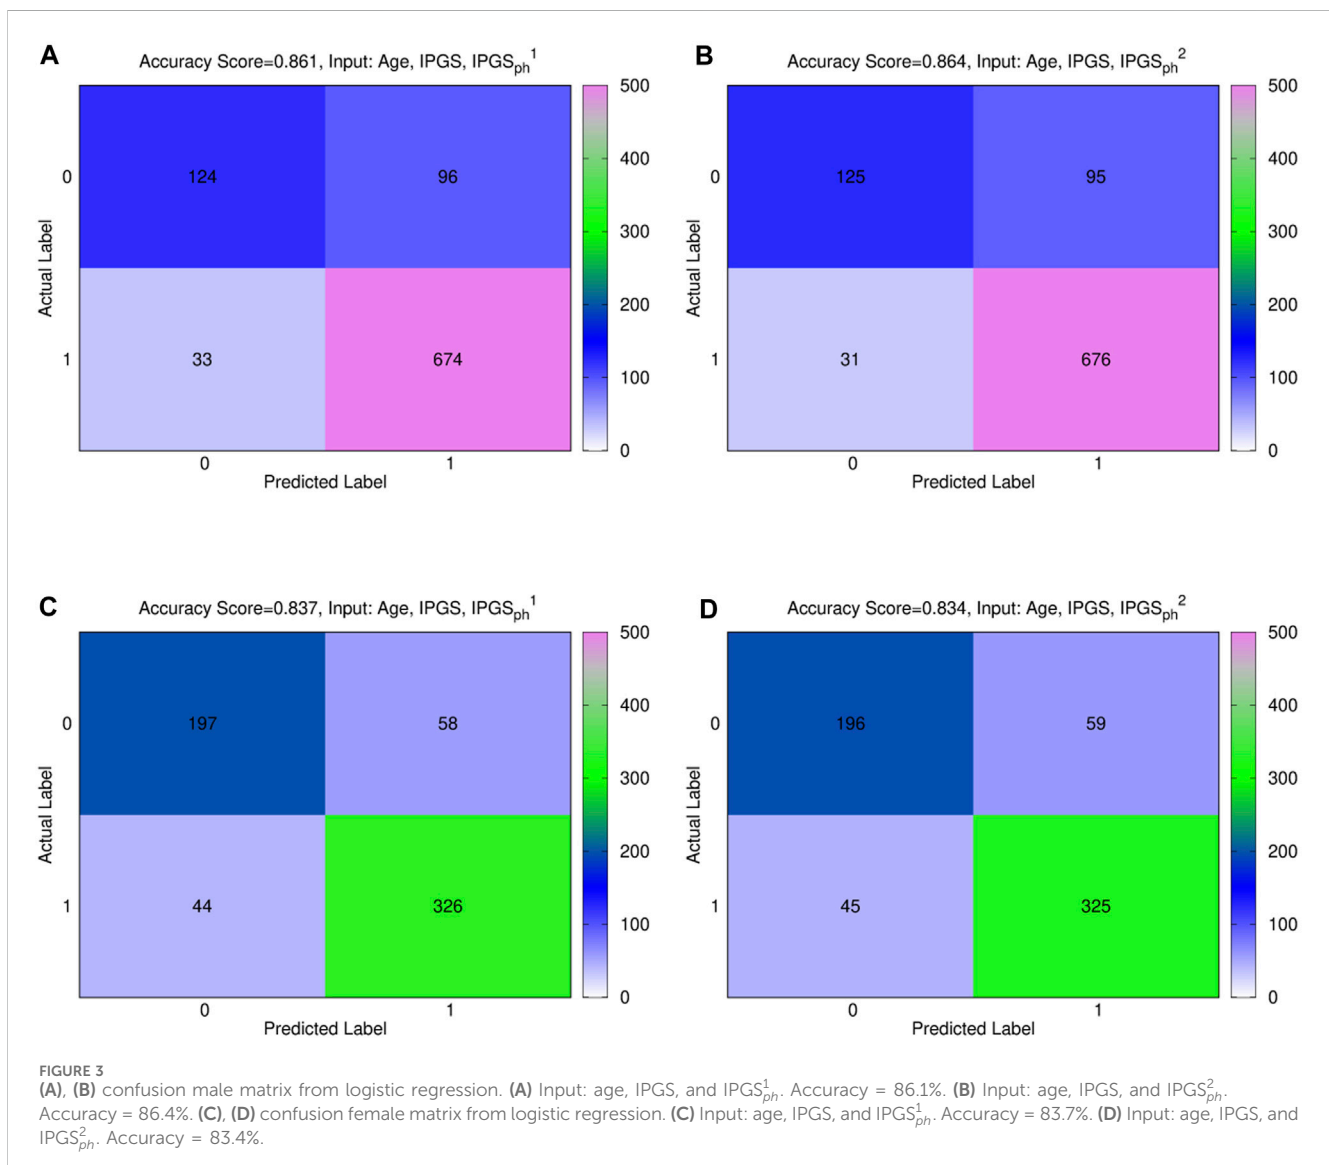 A
Accuracy Score=0.861, Input: Age, IPGS, IPGSph1
500
400
300
200
100
0
0
124
96
Actual Label
1
33
674
0
1
Predicted Label
B
Accuracy Score=0.864, Input: Age, IPGS, IPGSph2
500
400
300
200
100
0
0
125
95
Actual Label
1
31
676
0
1
Predicted Label
C
Accuracy Score=0.837, Input: Age, IPGS, IPGSph1
500
400
300
200
100
0
0
197
58
Actual Label
1
44
326
0
1
Predicted Label
D
Accuracy Score=0.834, Input: Age, IPGS, IPGSph2
500
400
300
200
100
0
0
196
59
Actual Label
1
45
325
0
1
Predicted Label
FIGURE 3
(A), (B) confusion male matrix from logistic regression. (A) Input: age, IPGS, and IPGS1ph. Accuracy = 86.1%. (B) Input: age, IPGS, and IPGS2ph.
Accuracy = 86.4%. (C), (D) confusion female matrix from logistic regression. (C) Input: age, IPGS, and IPGS1ph. Accuracy = 83.7%. (D) Input: age, IPGS, and
IPGS2ph. Accuracy = 83.4%.